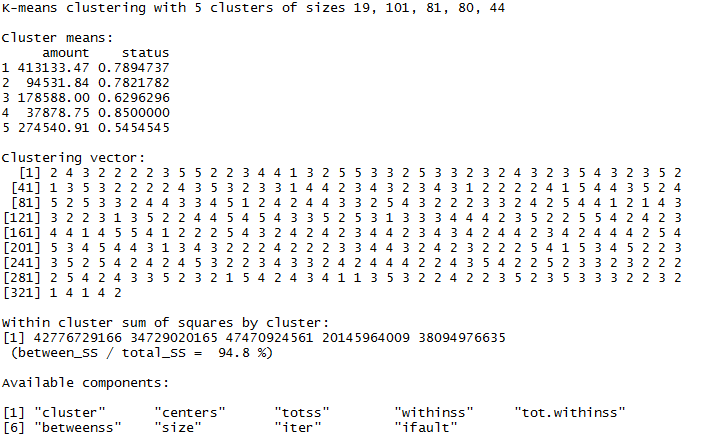 K-means clustering with 5 clusters of sizes 19, 101, 81, 80, 44
Cluster means:
amount status
1 413133.47 0.7894737
2 94531.84 0.7821782
3 178588.00 0.6296296
4 37878.75 0.8500000
5 274540.91 0.5454545
Clustering vector:
[1] 2 4 3 2 2 2 2 3 5 5 2 2 3 4 4 1 3 2 5 5 3 3 2 5 3 3 2 3 2 4 3 2 3 5 4 3 2 3 5 2
[41] 1 3 5 3 2 2 2 2 4 3 5 3 2 3 3 1 4 4 2 3 4 3 2 3 4 3 1 2 2 2 2 4 1 5 4 4 3 5 2 4
[81] 5 2 5 3 3 2 4 4 3 3 4 5 1 2 4 2 4 4 3 3 2 5 4 3 2 2 2 3 3 2 4 2 5 4 4 1 2 1 4 3
[121] 3 2 2 3 1 3 5 2 2 4 4 5 4 5 4 3 3 5 2 5 3 1 3 3 3 4 4 4 2 3 5 2 2 5 5 4 2 4 2 3
[161] 4 4 1 4 5 5 4 1 2 2 2 5 4 3 2 4 2 4 2 3 4 4 2 3 4 3 4 2 4 4 2 3 4 2 4 4 4 2 5 4
[201] 5 3 4 5 4 4 3 1 3 4 3 2 2 2 4 2 2 2 3 3 4 4 3 2 4 2 3 2 2 2 5 4 1 5 3 4 5 2 2 3
[241] 3 5 2 5 4 2 4 2 4 5 3 2 2 3 4 3 3 2 4 2 4 4 4 2 2 4 3 5 4 2 2 5 2 3 3 2 3 2 2 2
[281] 2 5 4 2 4 3 3 5 2 3 2 1 5 4 2 4 3 4 1 1 3 5 3 2 2 4 2 2 3 5 2 3 5 3 3 3 2 2 3 2
[321] 1 4 1 4 2
Within cluster sum of squares by cluster:
[1] 42776729166 34729020165 47470924561 20145964009 38094976635
(between_SS / total_SS = 94.8 %)
Available components:
[1] "cluster" "centers" "totss" "withinss" "tot.withinss"
[6] "betweenss" "size" "iter" "ifault"